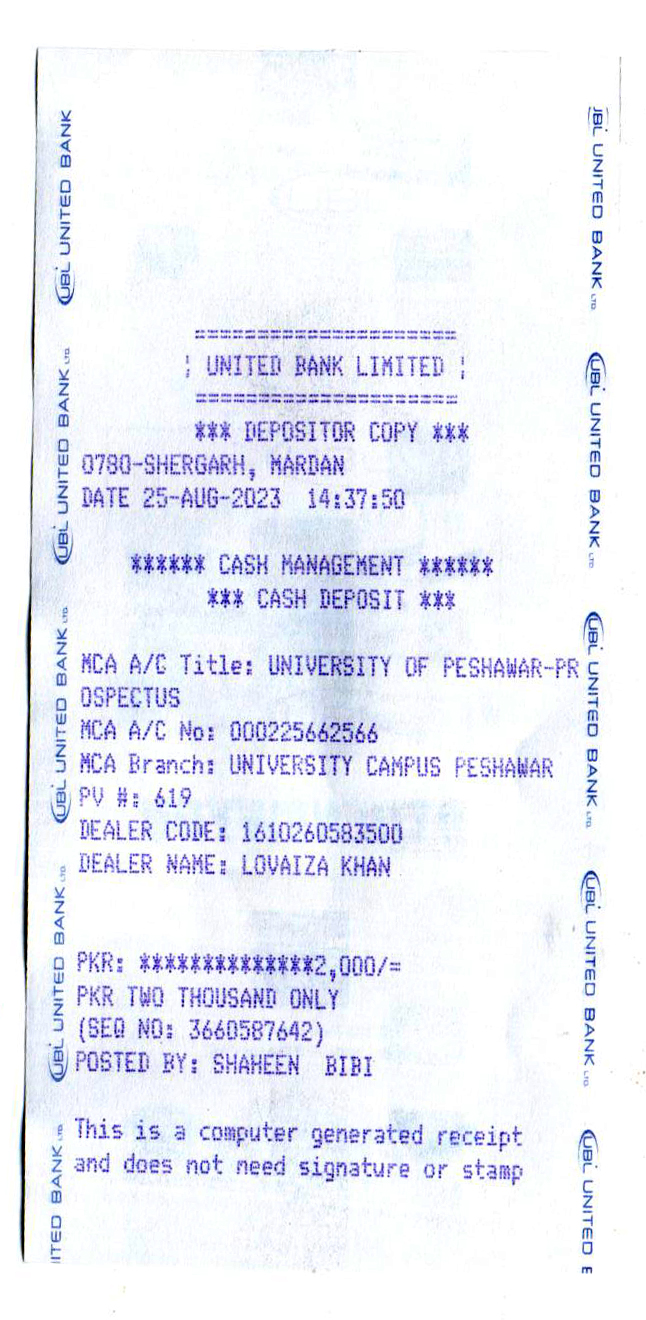 ======================
¦ UNITED BANK LIMITED ¦
======================
*** DEPOSITOR COPY ***
0780-SHERGARH, MARDAN
DATE 25-AUG-2023 14:37:50
****** CASH MANAGEMENT ******
*** CASH DEPOSIT ***
MCA A/C Title: UNIVERSITY OF PESHAWAR-PR
OSPECTUS
MCA A/C No: 000225662566
MCA Branch: UNIVERSITY CAMPUS PESHAWAR
PV #: 619
DEALER CODE: 1610260583500
DEALER NAME: LOVAIZA KHAN
PKR: **************2,000/=
PKR TWO THOUSAND ONLY
(SEQ NO: 3660587642)
POSTED BY: SHAHEEN BIBI
This is a computer generated receipt
and does not need signature or stamp
UBL UNITED BANK
UBL UNITED BANK LTD.
UBL UNITED BANK LTD.
UBL UNITED BANK LTD.
ITED BANK LTD.
UBL UNITED BANK LTD.
UBL UNITED BANK LTD.
UBL UNITED BANK LTD.
UBL UNITED BANK LTD.
UBL UNITED B